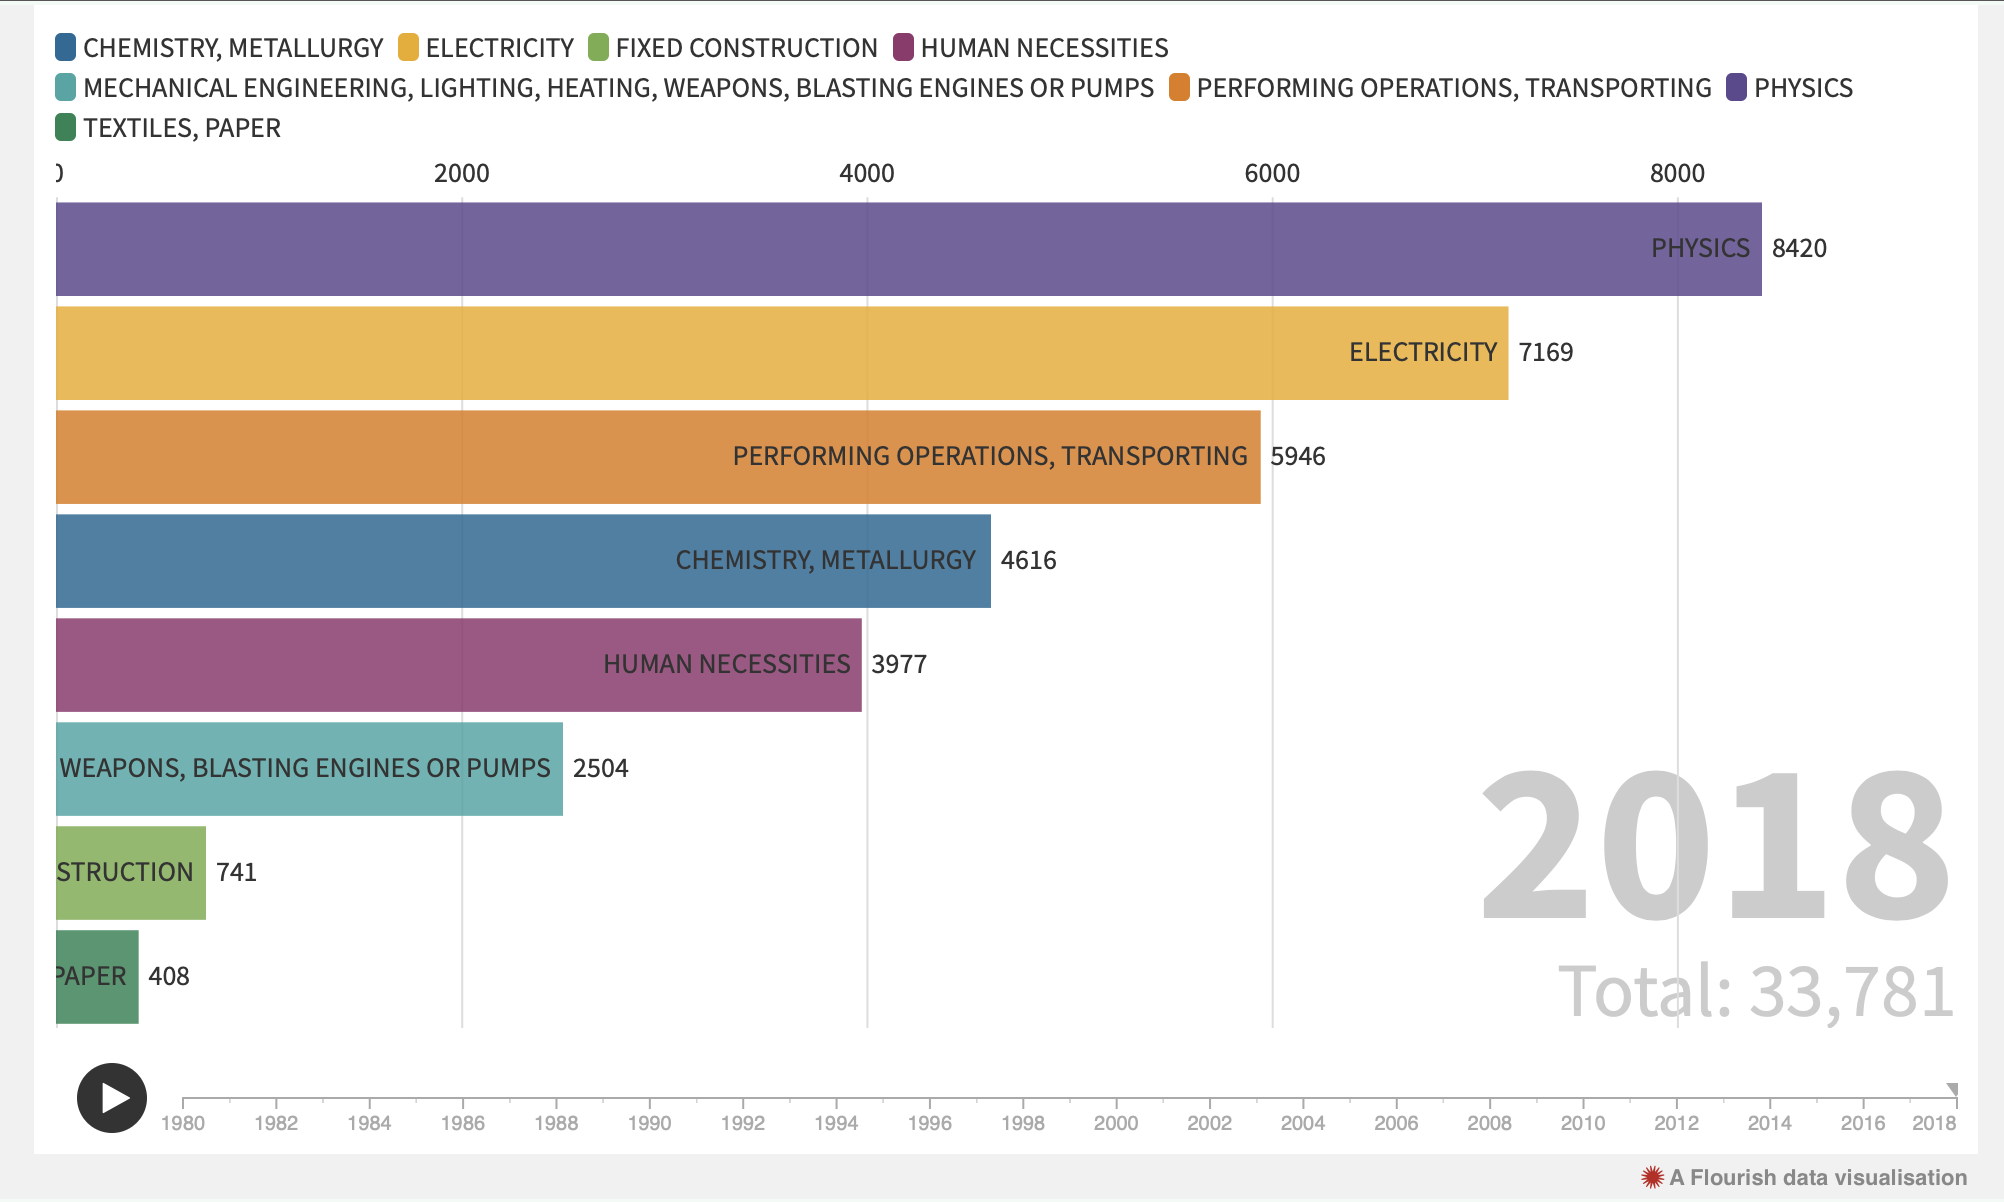 CHEMISTRY, METALLURGY ELECTRICITY FIXED CONSTRUCTION HUMAN NECESSITIES
MECHANICAL ENGINEERING, LIGHTING, HEATING, WEAPONS, BLASTING ENGINES OR PUMPS PERFORMING OPERATIONS, TRANSPORTING PHYSICS
TEXTILES, PAPER
0 2000 4000 6000 8000
PHYSICS 8420
ELECTRICITY 7169
PERFORMING OPERATIONS, TRANSPORTING 5946
CHEMISTRY, METALLURGY 4616
HUMAN NECESSITIES 3977
WEAPONS, BLASTING ENGINES OR PUMPS 2504
STRUCTION 741
PAPER 408
2018
Total: 33,781
1980 1982 1984 1986 1988 1990 1992 1994 1996 1998 2000 2002 2004 2006 2008 2010 2012 2014 2016 2018
A Flourish data visualisation